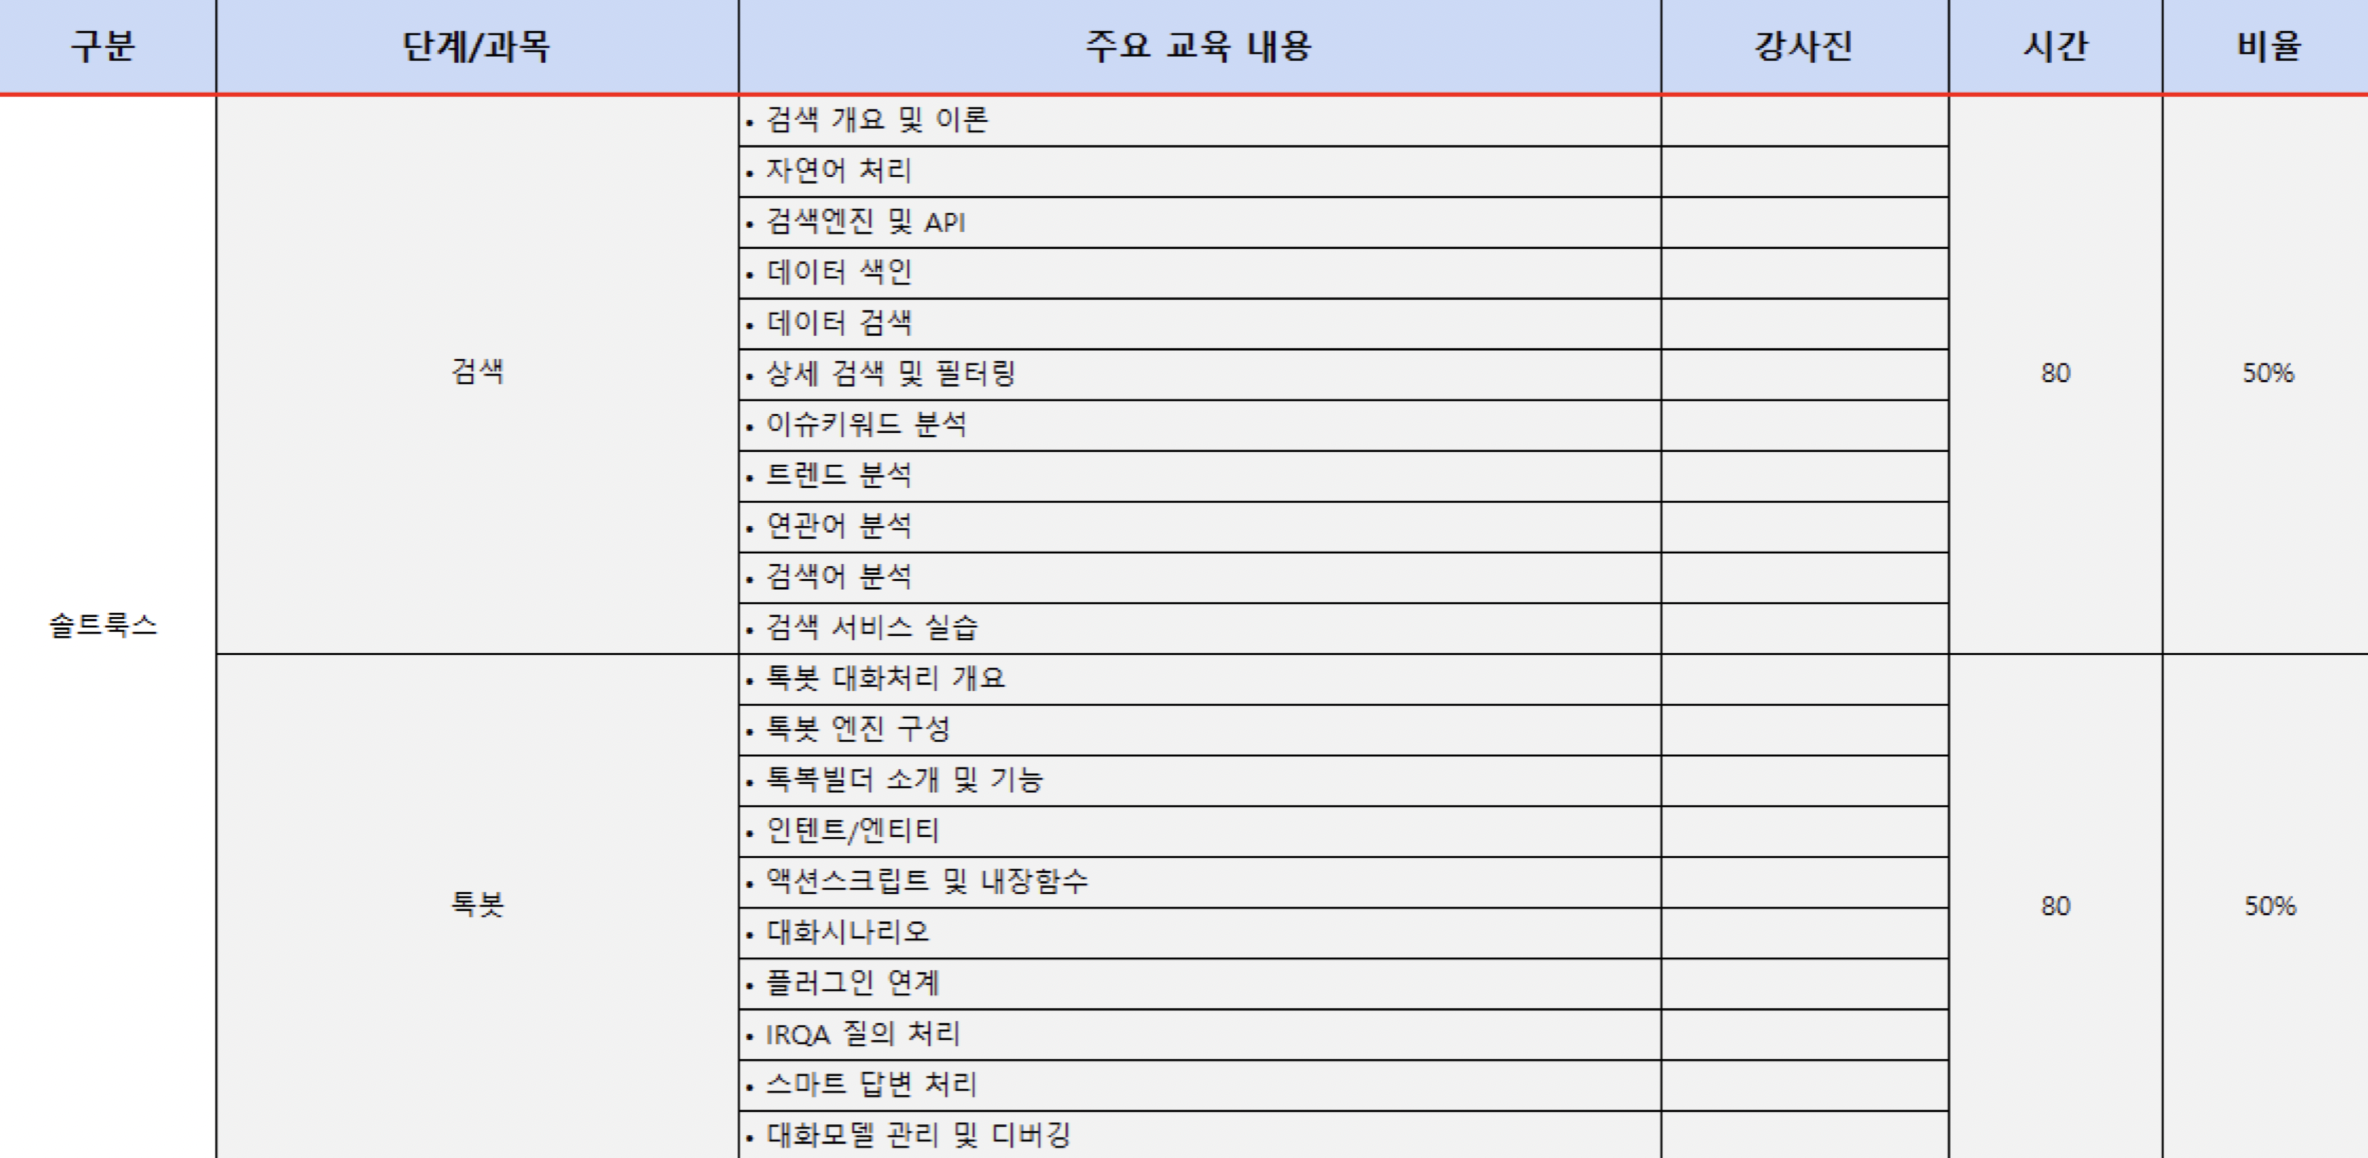 구분 단계/과목 주요 교육 내용 강사진 시간 비율
• 검색 개요 및 이론
• 자연어 처리
• 검색엔진 및 API
• 데이터 색인
• 데이터 검색
검색 • 상세 검색 및 필터링 80 50%
• 이슈키워드 분석
• 트렌드 분석
• 연관어 분석
• 검색어 분석
솔트룩스 • 검색 서비스 실습
• 톡봇 대화처리 개요
• 톡봇 엔진 구성
• 톡복빌더 소개 및 기능
• 인텐트/엔티티
• 액션스크립트 및 내장함수
톡봇 80 50%
• 대화시나리오
• 플러그인 연계
• IRQA 질의 처리
• 스마트 답변 처리
• 대화모델 관리 및 디버깅